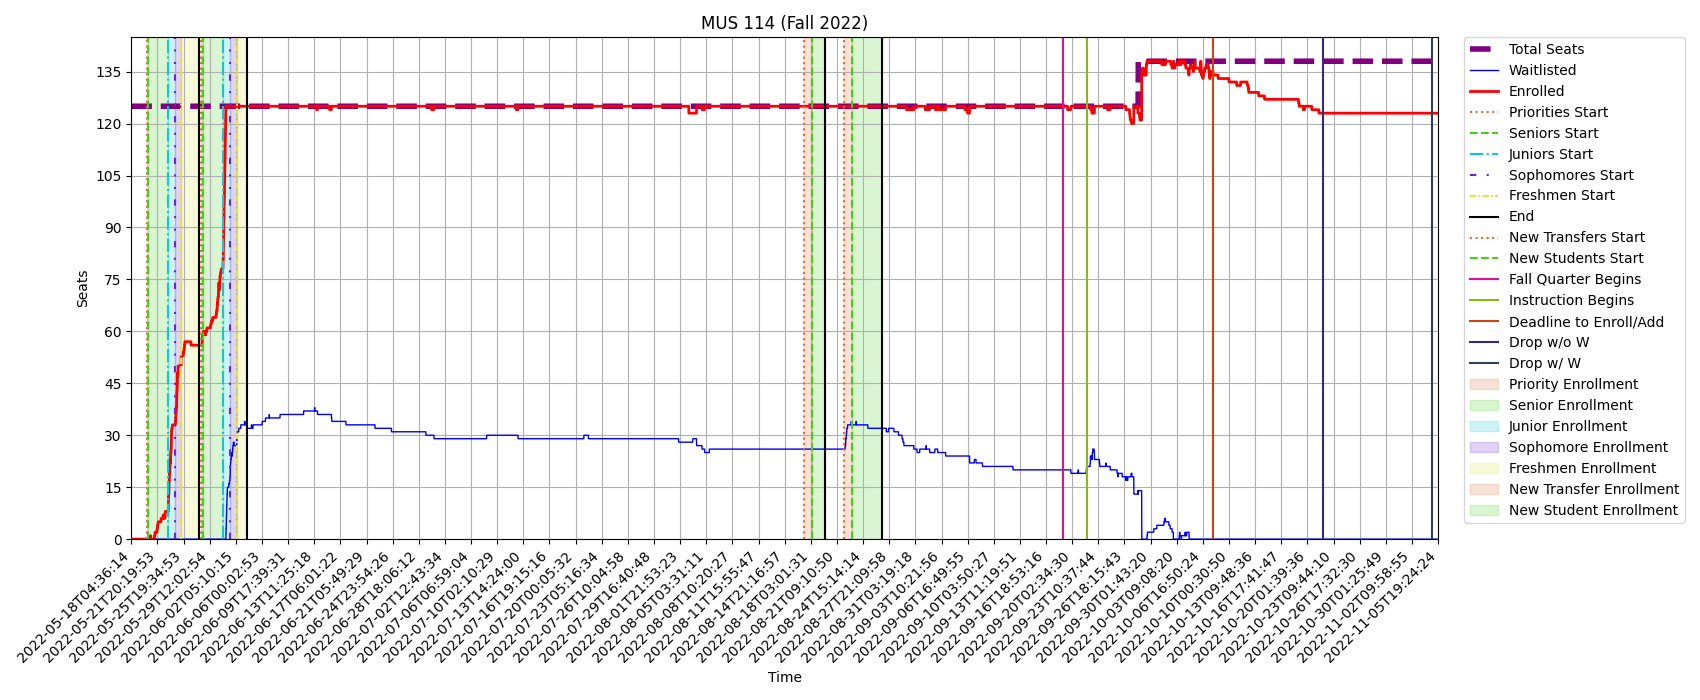 MUS 114 (Fall 2022)
Seats
135
120
105
90
75
60
45
30
15
0
2022-05-18T04:36:14
2022-05-21T20:19:53
2022-05-25T19:34:53
2022-05-29T12:02:54
2022-06-02T05:10:15
2022-06-06T00:02:53
2022-06-09T17:39:31
2022-06-13T11:25:18
2022-06-17T06:01:22
2022-06-21T05:49:29
2022-06-24T23:54:26
2022-06-28T18:06:12
2022-07-02T12:43:34
2022-07-06T06:59:04
2022-07-10T02:10:29
2022-07-13T14:24:00
2022-07-16T19:15:16
2022-07-20T00:05:32
2022-07-23T05:16:34
2022-07-26T10:04:58
2022-07-29T16:40:48
2022-08-01T21:53:23
2022-08-05T03:31:11
2022-08-08T10:20:27
2022-08-11T15:55:47
2022-08-14T21:16:57
2022-08-18T03:01:31
2022-08-21T09:10:50
2022-08-24T15:14:14
2022-08-27T21:09:58
2022-08-31T03:19:18
2022-09-03T10:21:56
2022-09-06T16:49:55
2022-09-10T03:50:27
2022-09-13T11:19:51
2022-09-16T18:53:16
2022-09-20T02:34:30
2022-09-23T10:37:44
2022-09-26T18:15:43
2022-09-30T01:43:20
2022-10-03T09:08:20
2022-10-06T16:50:24
2022-10-10T00:30:50
2022-10-13T09:48:36
2022-10-16T17:41:47
2022-10-20T01:39:36
2022-10-23T09:44:10
2022-10-26T17:32:30
2022-10-30T01:25:49
2022-11-02T09:58:55
2022-11-05T19:24:24
Time
Total Seats
Waitlisted
Enrolled
Priorities Start
Seniors Start
Juniors Start
Sophomores Start
Freshmen Start
End
New Transfers Start
New Students Start
Fall Quarter Begins
Instruction Begins
Deadline to Enroll/Add
Drop w/o W
Drop w/ W
Priority Enrollment
Senior Enrollment
Junior Enrollment
Sophomore Enrollment
Freshmen Enrollment
New Transfer Enrollment
New Student Enrollment